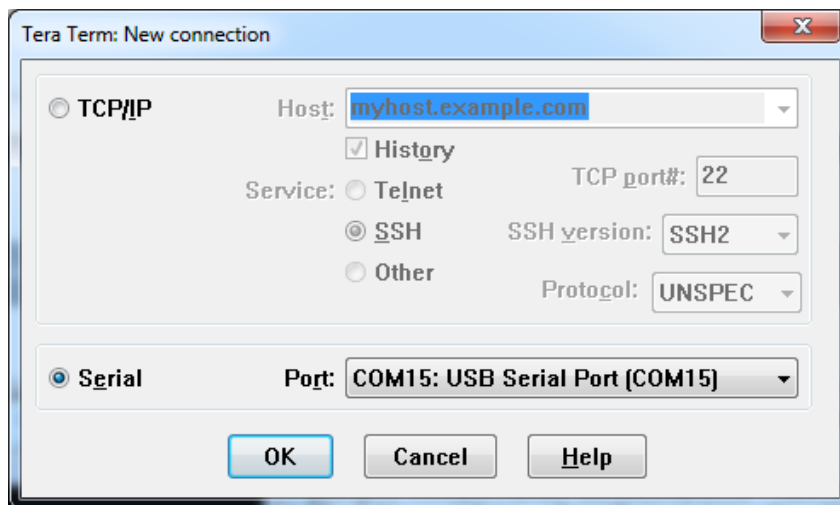 Tera Term: New connection
TCP/IP Host: myhost.example.com
History
Service: Telnet TCP port#: 22
SSH SSH version: SSH2
Other Protocol: UNSPEC
Serial Port: COM15: USB Serial Port (COM15)
OK Cancel Help